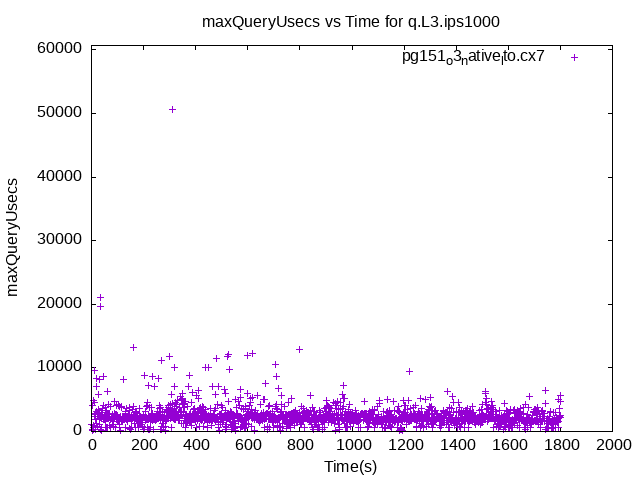 maxQueryUsecs vs Time for q.L3.ips1000
pg151o3nativelto.cx7
maxQueryUsecs
60000
50000
40000
30000
20000
10000
0
0 200 400 600 800 1000 1200 1400 1600 1800 2000
Time(s)